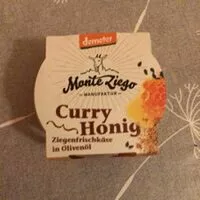 demeter
Monte Ziego
MANUFAKTUR
Curry
Honig
Ziegenfrischkäse
in Olivenöl